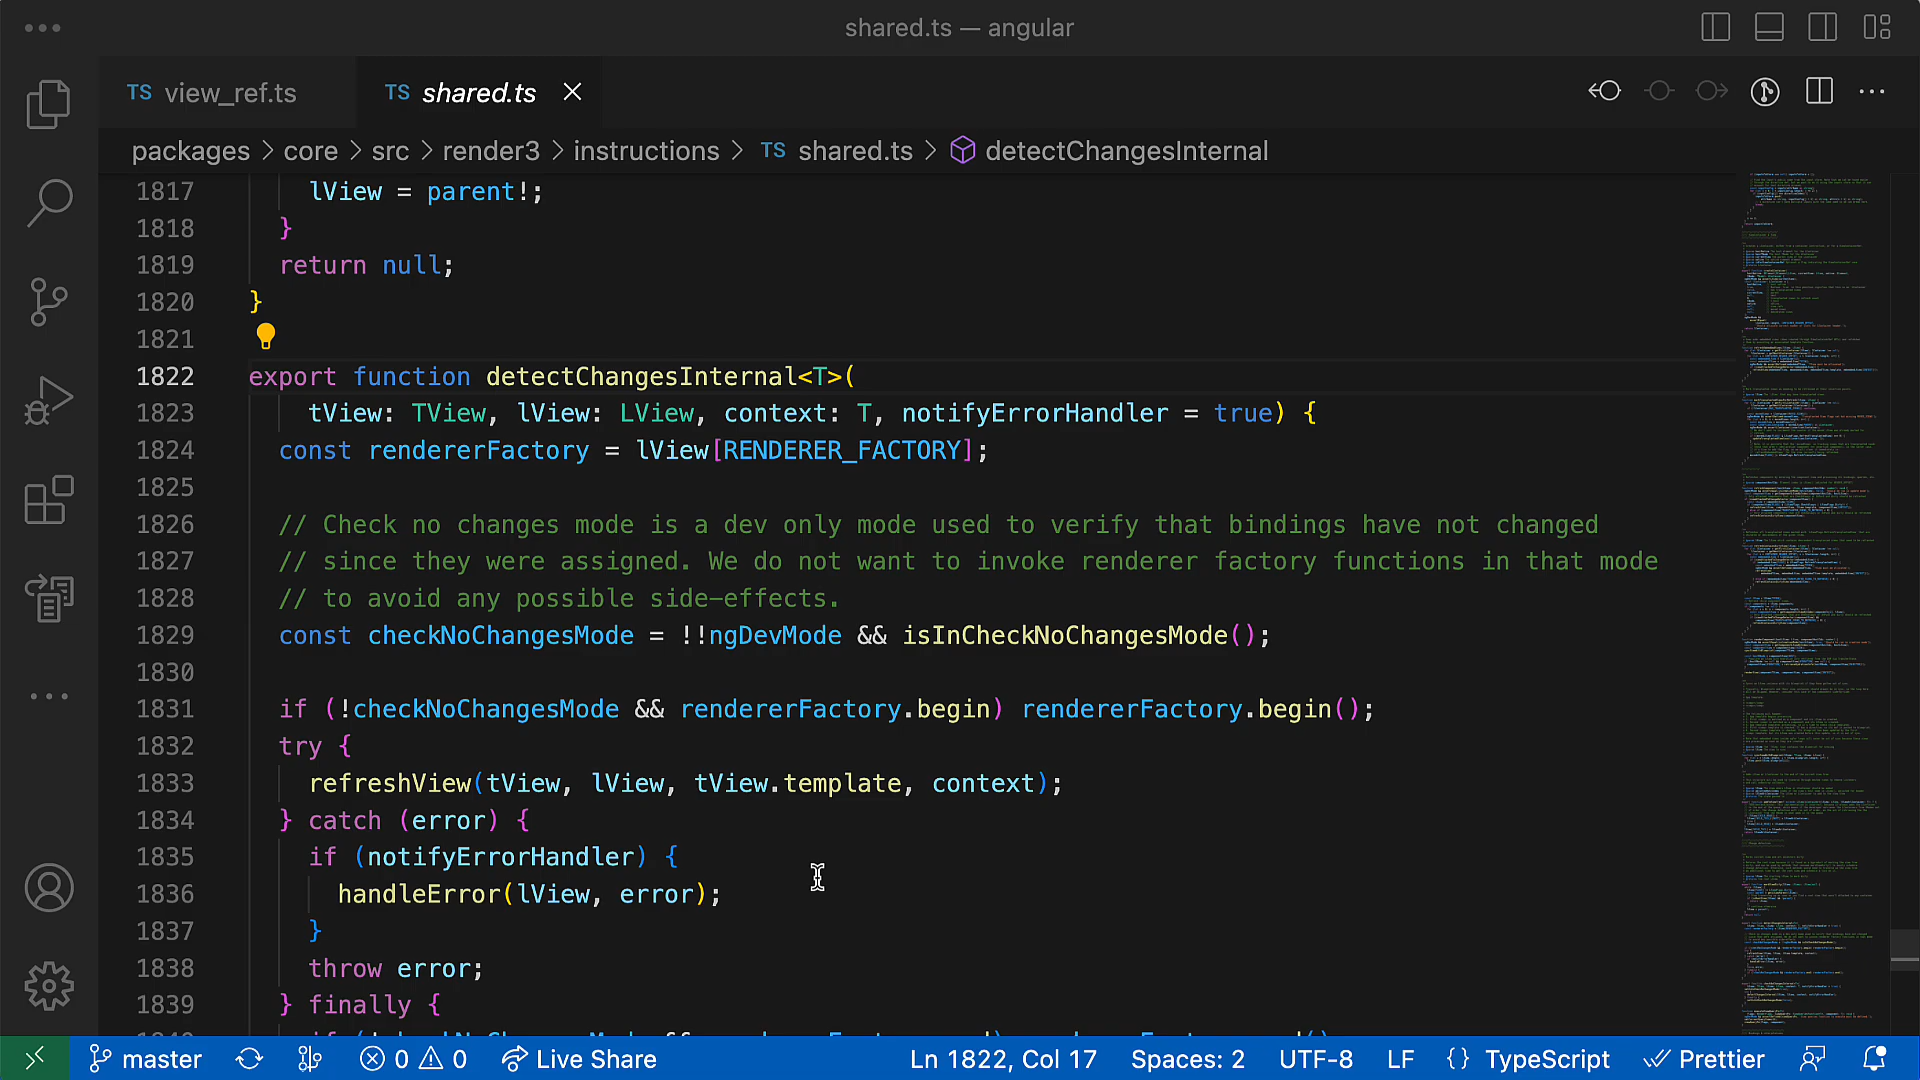 shared.ts — angular
TS view_ref.ts
TS shared.ts
packages > core > src > render3 > instructions > TS shared.ts > detectChangesInternal
1817 lView = parent!;
1818 }
1819 return null;
1820 }
1821
1822 export function detectChangesInternal<T>(
1823 tView: TView, lView: LView, context: T, notifyErrorHandler = true) {
1824 const rendererFactory = lView[RENDERER_FACTORY];
1825
1826 // Check no changes mode is a dev only mode used to verify that bindings have not changed
1827 // since they were assigned. We do not want to invoke renderer factory functions in that mode
1828 // to avoid any possible side-effects.
1829 const checkNoChangesMode = !!ngDevMode && isInCheckNoChangesMode();
1830
1831 if (!checkNoChangesMode && rendererFactory.begin) rendererFactory.begin();
1832 try {
1833 refreshView(tView, lView, tView.template, context);
1834 } catch (error) {
1835 if (notifyErrorHandler) {
1836 handleError(lView, error);
1837 }
1838 throw error;
1839 } finally {
master 0 0 Live Share Ln 1822, Col 17 Spaces: 2 UTF-8 LF {} TypeScript Prettier